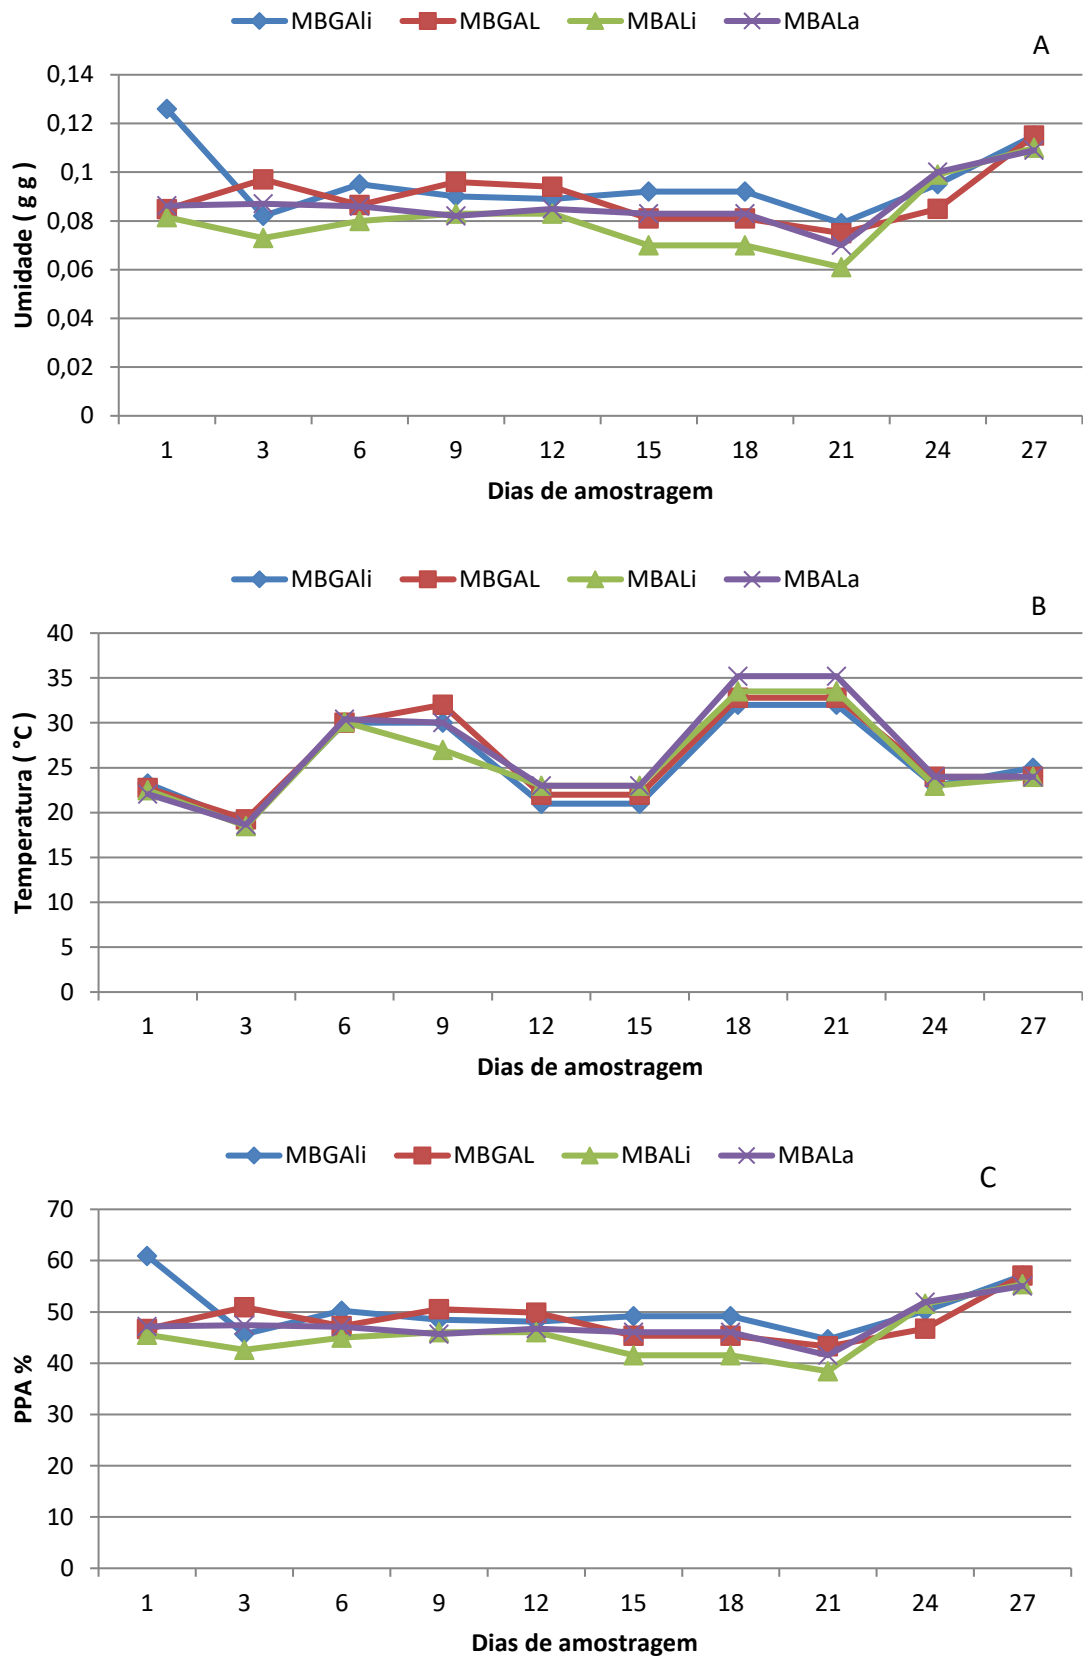 MBGAli MBGAL MBALi MBALa
A
0,14
0,12
0,1
0,08
0,06
0,04
0,02
0
Umidade ( g g )
1 3 6 9 12 15 18 21 24 27
Dias de amostragem
MBGAli MBGAL MBALi MBALa
B
40
35
30
25
20
15
10
5
0
Temperatura ( °C )
1 3 6 9 12 15 18 21 24 27
Dias de amostragem
MBGAli MBGAL MBALi MBALa
C
70
60
50
40
30
20
10
0
PPA %
1 3 6 9 12 15 18 21 24 27
Dias de amostragem